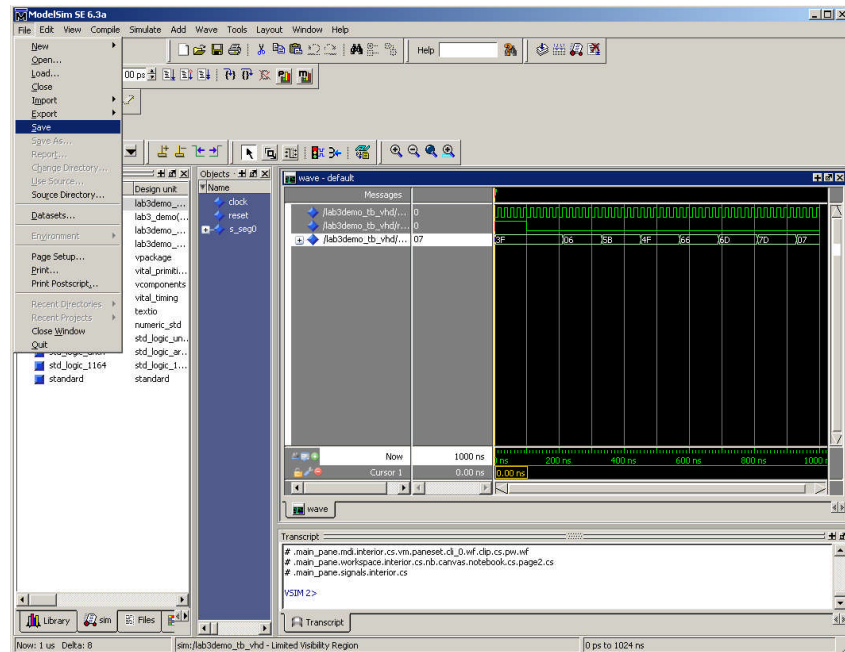 ModelSim SE 6.3a
File Edit View Compile Simulate Add Wave Tools Layout Window Help
New
Open...
Load...
Close
Import
Export
Save
Save As...
Report...
Change Directory...
Use Source...
Source Directory...
Datasets...
Environment
Page Setup...
Print...
Print Postscript...
Recent Directories
Recent Projects
Close Window
Quit
Help
00 ps
Design unit
lab3demo_...
lab3_demo(...
lab3demo_...
lab3demo_...
vpackage
vital_primiti...
vcomponents
vital_timing
textio
numeric_std
std_logic_un...
std_logic_ar...
std_logic_1164 std_logic_1...
standard standard
Objects
Name
clock
reset
s_seg0
wave - default
Messages
/lab3demo_tb_vhd/... 0
/lab3demo_tb_vhd/... 0
/lab3demo_tb_vhd/... 07
3F 06 5B 4F 66 6D 7D 07
Now 1000 ns
ns 200 ns 400 ns 600 ns 800 ns 1000
Cursor 1 0.00 ns 0.00 ns
wave
Transcript
# .main_pane.mdi.interior.cs.vm.paneset.cli_0.wf.clip.cs.pw.wf
# .main_pane.workspace.interior.cs.nb.canvas.notebook.cs.page2.cs
# .main_pane.signals.interior.cs
VSIM 2>
Library sim Files
Transcript
Now: 1 us Delta: 8 sim:/lab3demo_tb_vhd - Limited Visibility Region 0 ps to 1024 ns